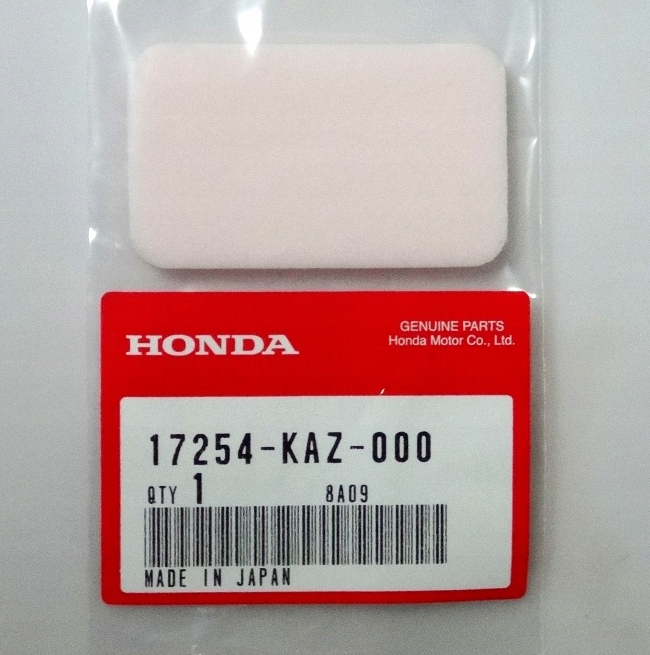 HONDA
GENUINE PARTS
Honda Motor Co., Ltd.
17254-KAZ-000
QTY 1 8A09
MADE IN JAPAN